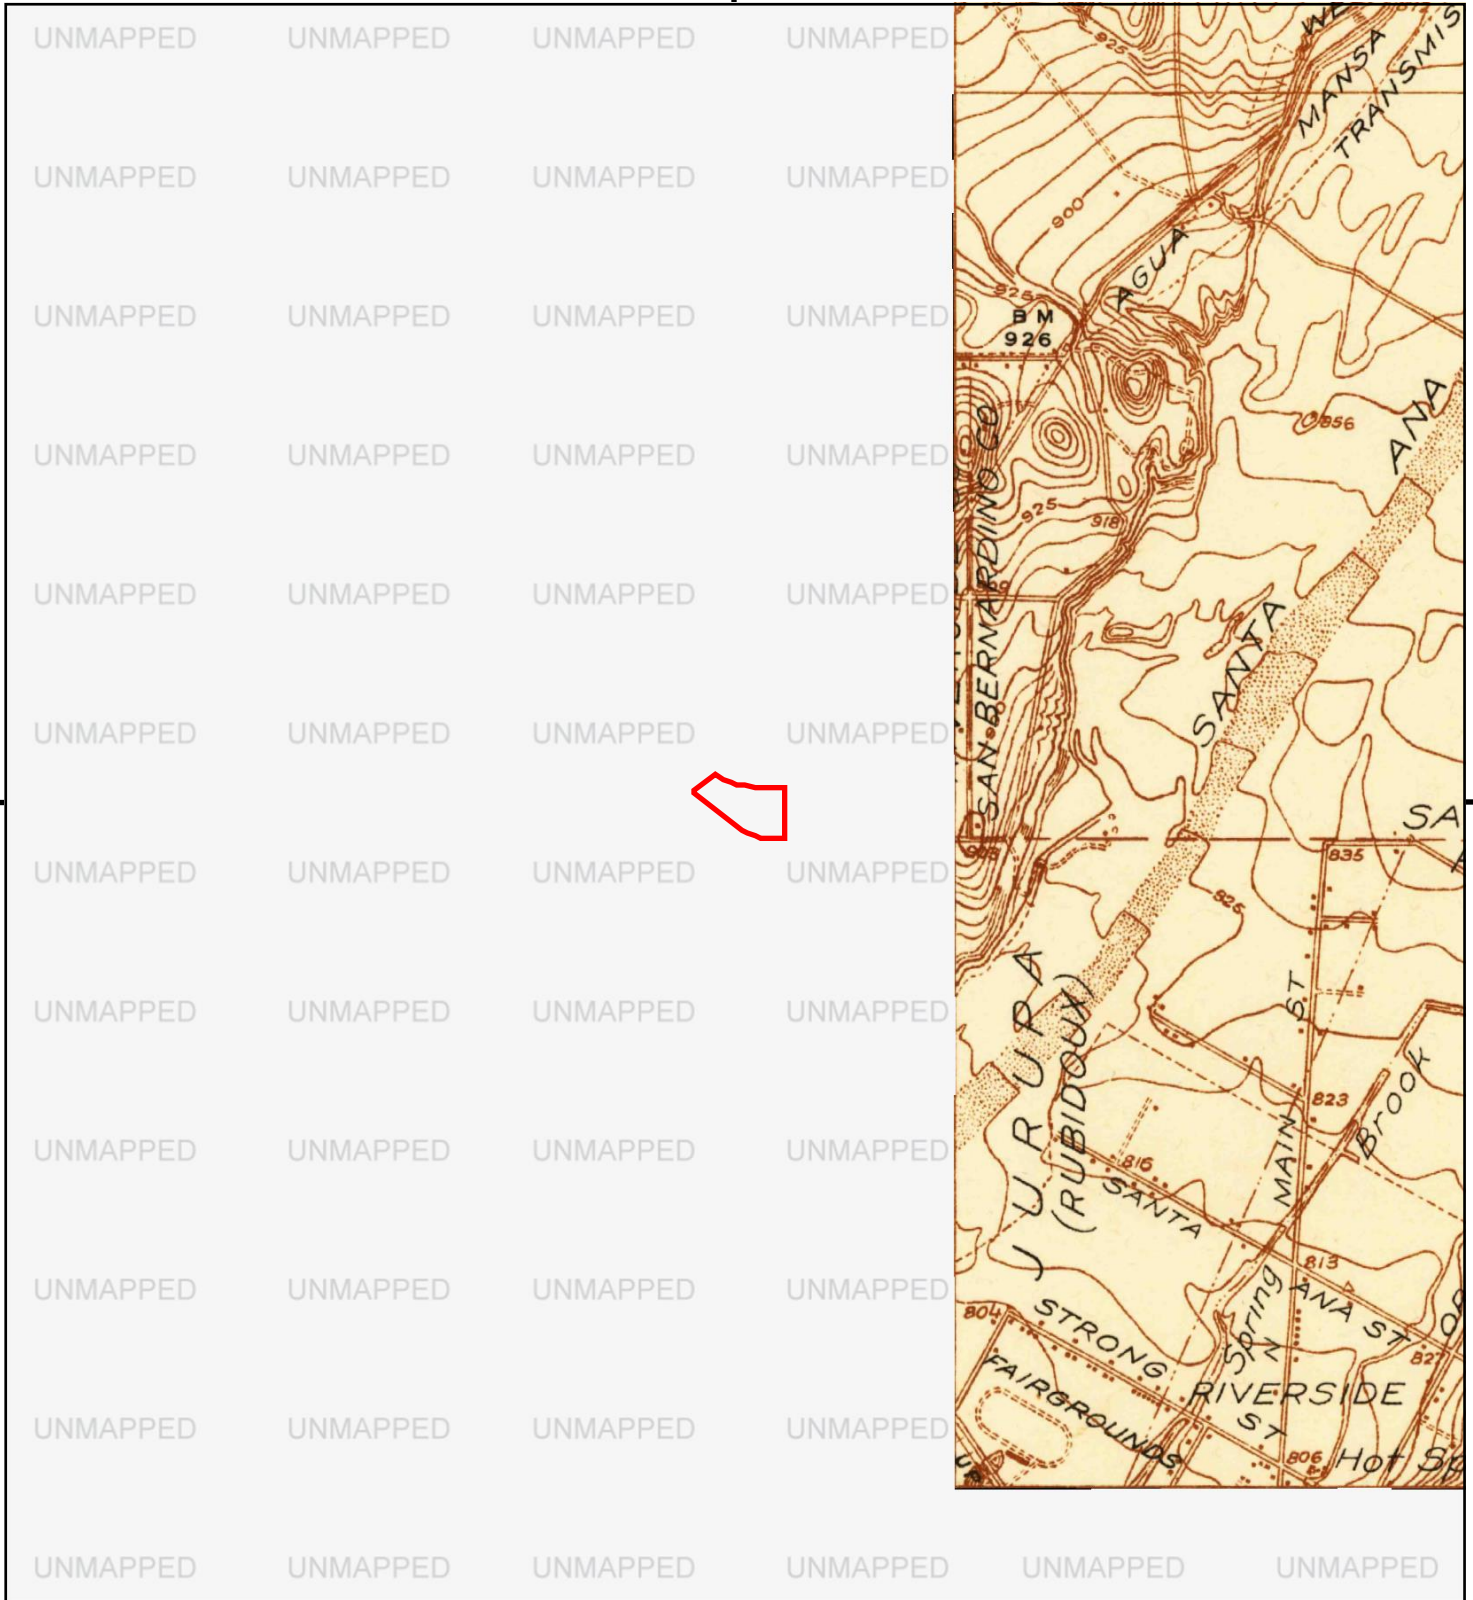 UNMAPPED UNMAPPED UNMAPPED UNMAPPED
UNMAPPED UNMAPPED UNMAPPED UNMAPPED
UNMAPPED UNMAPPED UNMAPPED UNMAPPED
UNMAPPED UNMAPPED UNMAPPED UNMAPPED
UNMAPPED UNMAPPED UNMAPPED UNMAPPED
UNMAPPED UNMAPPED UNMAPPED UNMAPPED
UNMAPPED UNMAPPED UNMAPPED UNMAPPED
UNMAPPED UNMAPPED UNMAPPED UNMAPPED
UNMAPPED UNMAPPED UNMAPPED UNMAPPED
UNMAPPED UNMAPPED UNMAPPED UNMAPPED
UNMAPPED UNMAPPED UNMAPPED UNMAPPED
UNMAPPED UNMAPPED UNMAPPED UNMAPPED UNMAPPED UNMAPPED
925
MANSA
TRANSMIS
900
AGUA
925
BM
926
856
ANA
SAN BERNARDINO CO
925
918
SANTA
SA
835
825
JURUPA
(RUBIDOUX)
ST
823
Brook
MAIN
816
SANTA
813
ANA ST
804
STRONG
Spring
N
827
FAIRGROUNDS
RIVERSIDE
ST
806
Hot Sp